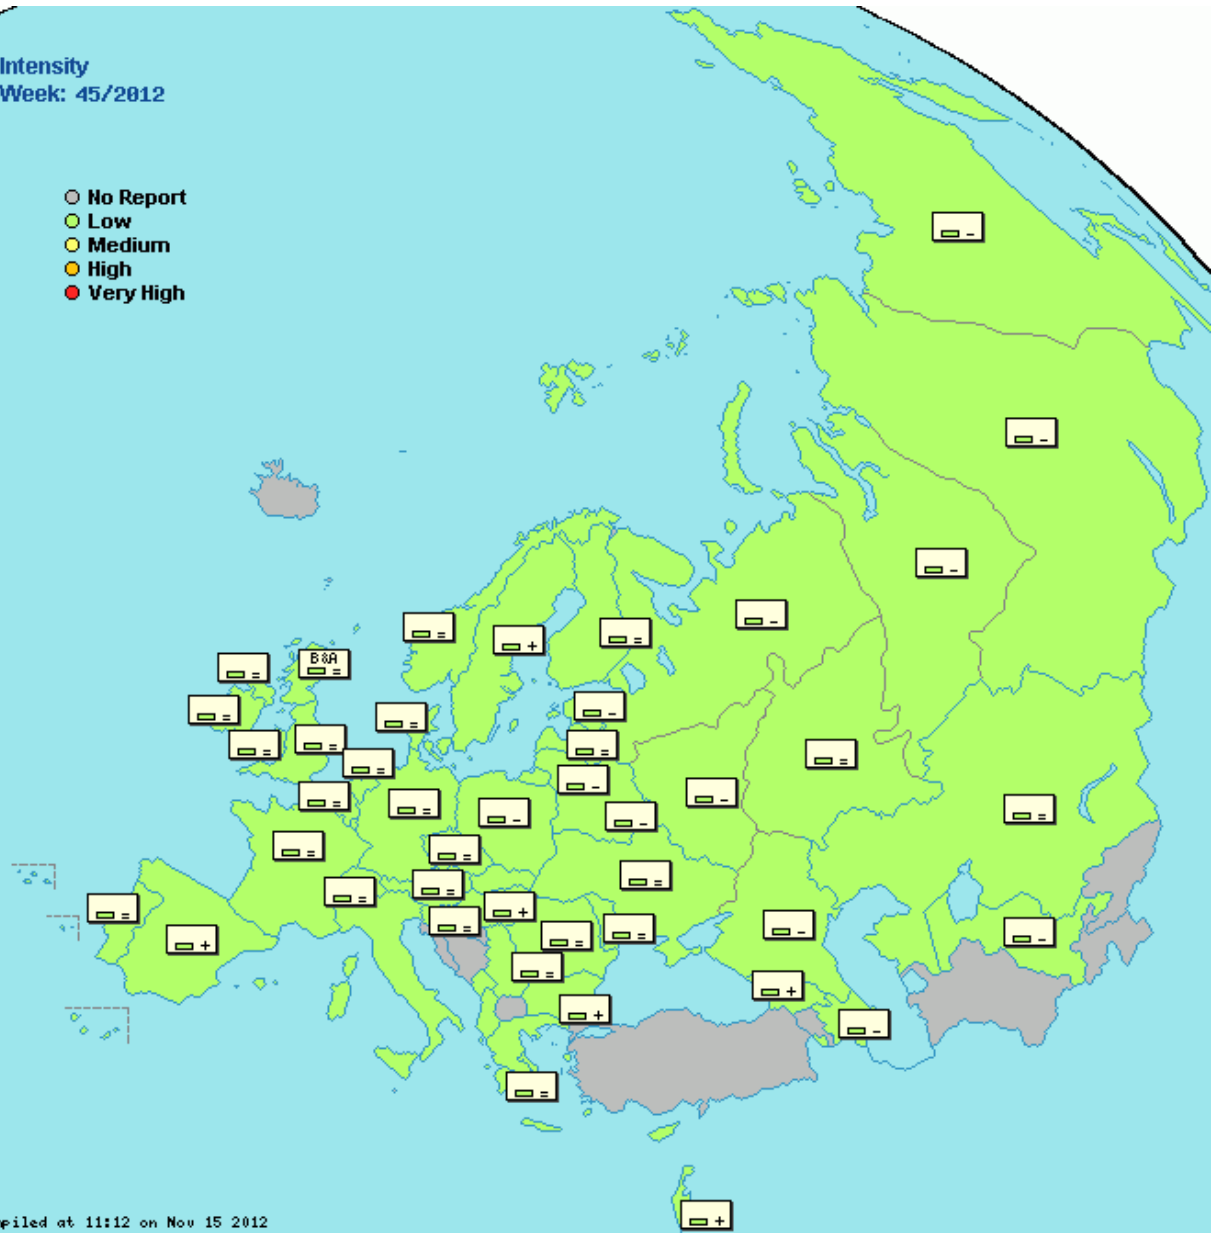 Intensity
Week: 45/2012
No Report
Low
Medium
High
Very High
B&A
piled at 11:12 on Nov 15 2012